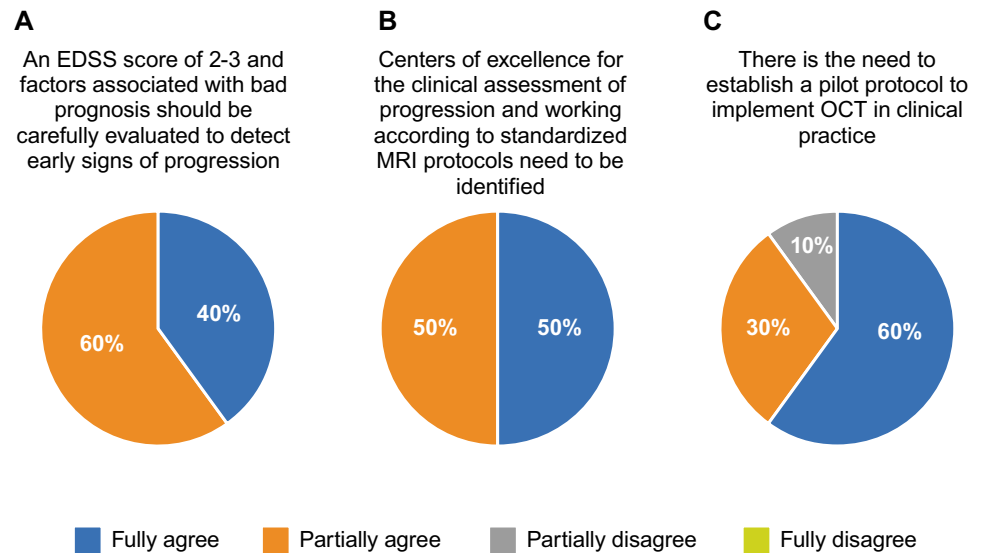 A
An EDSS score of 2-3 and
factors associated with bad
prognosis should be
carefully evaluated to detect
early signs of progression
40%
60%
B
Centers of excellence for
the clinical assessment of
progression and working
according to standardized
MRI protocols need to be
identified
50%
50%
C
There is the need to
establish a pilot protocol to
implement OCT in clinical
practice
10%
30%
60%
Fully agree
Partially agree
Partially disagree
Fully disagree